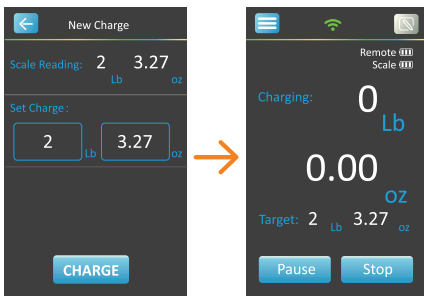 New Charge
Scale Reading: 2 Lb 3.27 oz
Set Charge:
2 Lb 3.27 oz
CHARGE
Remote
Scale
Charging: 0
Lb
0.00
oz
Target: 2 Lb 3.27 oz
Pause Stop